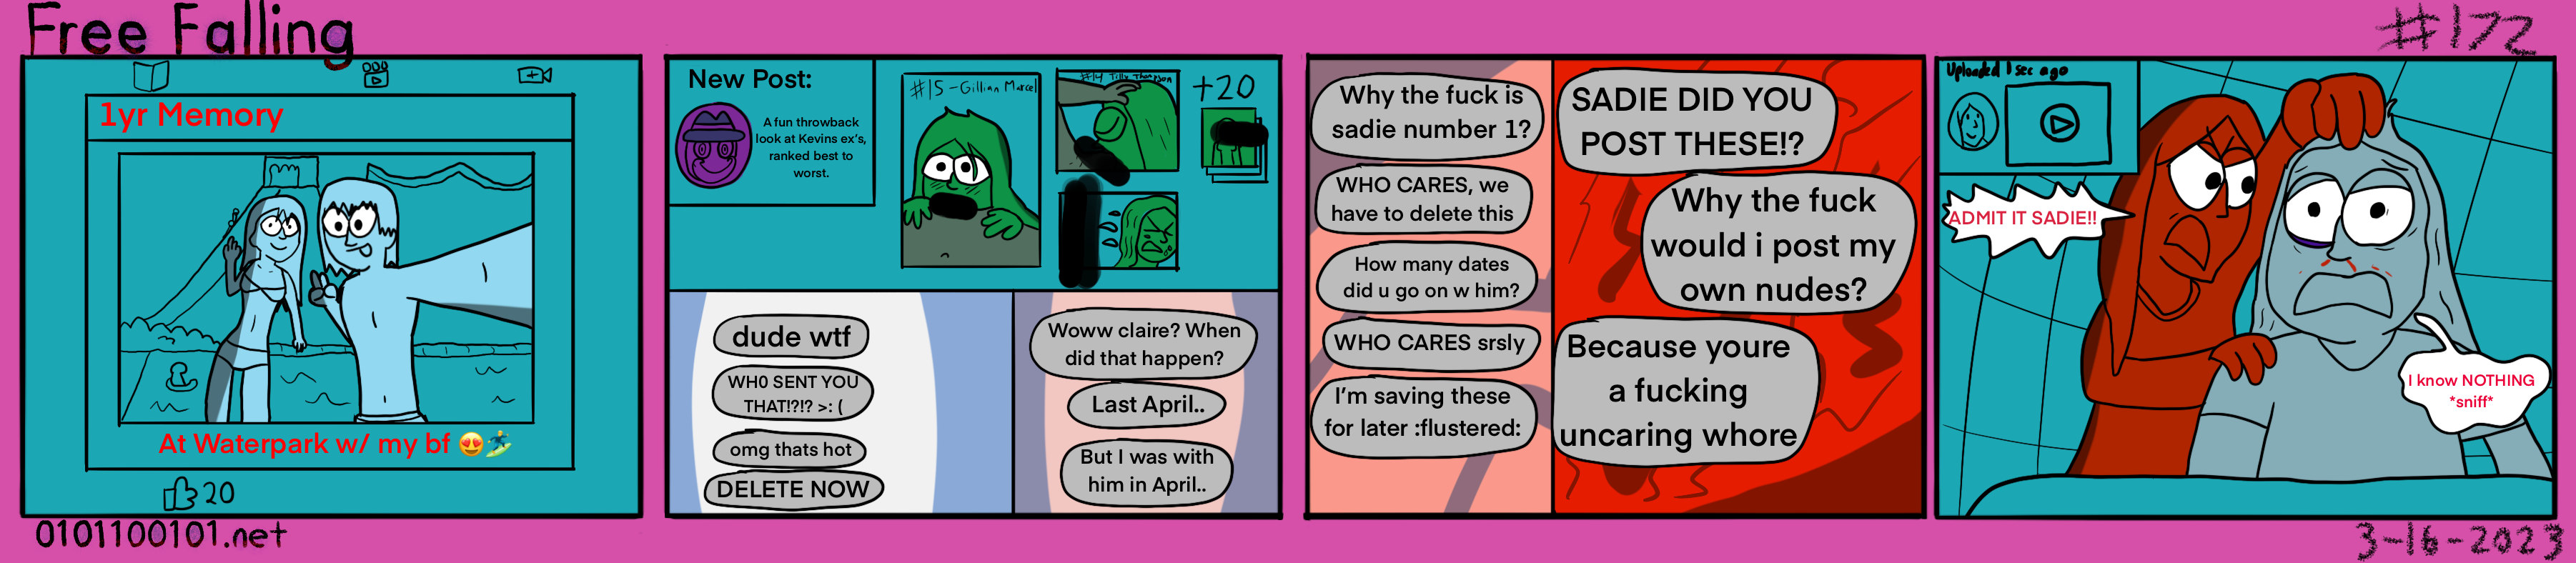 Free Falling
#172
1yr Memory
At Waterpark w/ my bf 😍🏄
20
New Post:
A fun throwback
look at Kevins ex's,
ranked best to
worst.
#15-Gillian Marcel
#14 Tilly Thompson
+20
dude wtf
WH0 SENT YOU
THAT!?!? >: (
omg thats hot
DELETE NOW
Woww claire? When
did that happen?
Last April..
But I was with
him in April..
Why the fuck is
sadie number 1?
WHO CARES, we
have to delete this
How many dates
did u go on w him?
WHO CARES srsly
I'm saving these
for later :flustered:
SADIE DID YOU
POST THESE!?
Why the fuck
would i post my
own nudes?
Because youre
a fucking
uncaring whore
Uploaded 1 sec ago
ADMIT IT SADIE!!
I know NOTHING
*sniff*
0101100101.net
3-16-2023